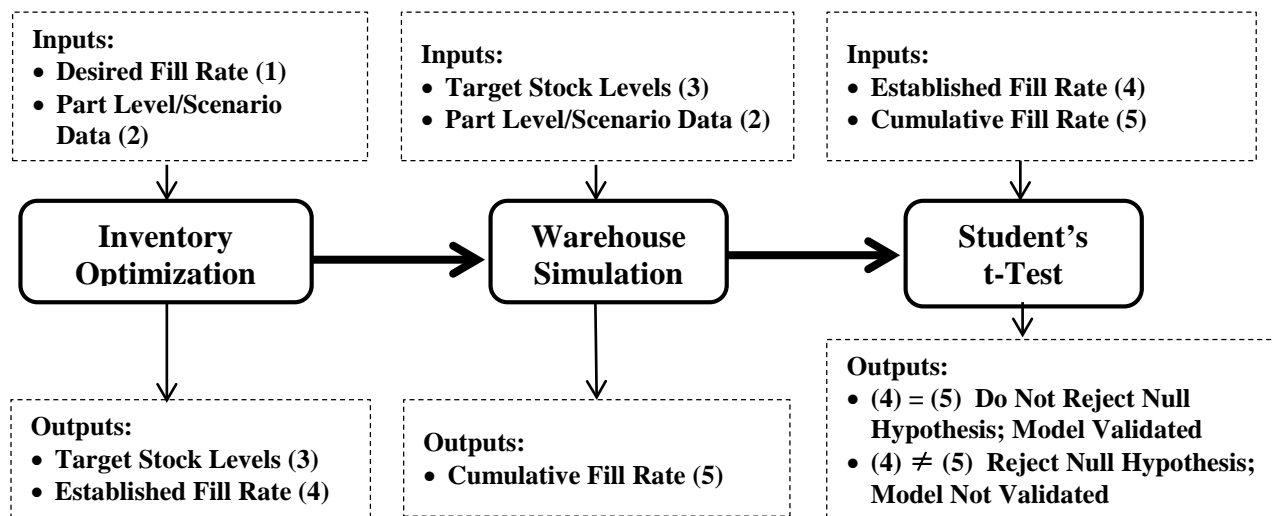 Inputs:
• Desired Fill Rate (1)
• Part Level/Scenario
Data (2)
Inputs:
• Target Stock Levels (3)
• Part Level/Scenario Data (2)
Inputs:
• Established Fill Rate (4)
• Cumulative Fill Rate (5)
Inventory
Optimization
Warehouse
Simulation
Student’s
t-Test
Outputs:
• Target Stock Levels (3)
• Established Fill Rate (4)
Outputs:
• Cumulative Fill Rate (5)
Outputs:
• (4) = (5) Do Not Reject Null
Hypothesis; Model Validated
• (4) ≠ (5) Reject Null Hypothesis;
Model Not Validated